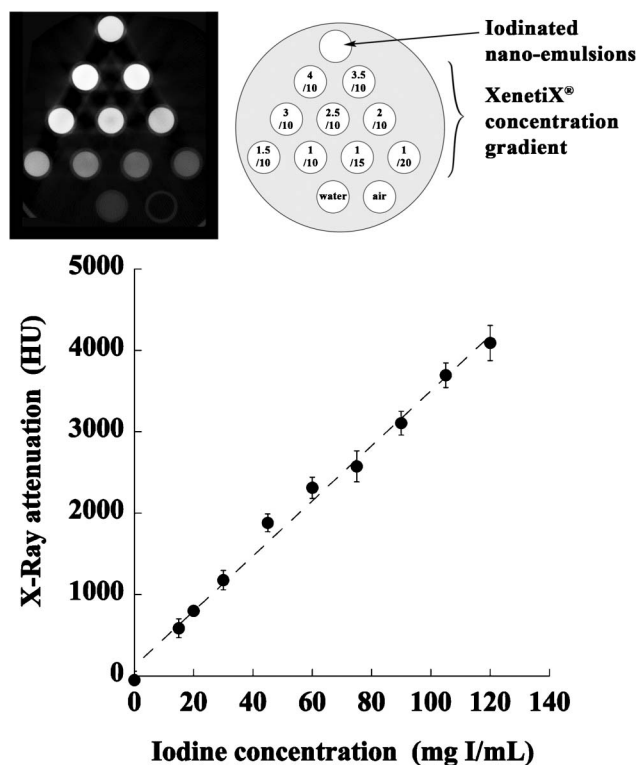 Iodinated
nano-emulsions
XenetiX®
concentration
gradient
4
/10
3.5
/10
3
/10
2.5
/10
2
/10
1.5
/10
1
/10
1
/15
1
/20
water
air
5000
4000
3000
2000
1000
0
X-Ray attenuation (HU)
0 20 40 60 80 100 120 140
Iodine concentration (mg I/mL)